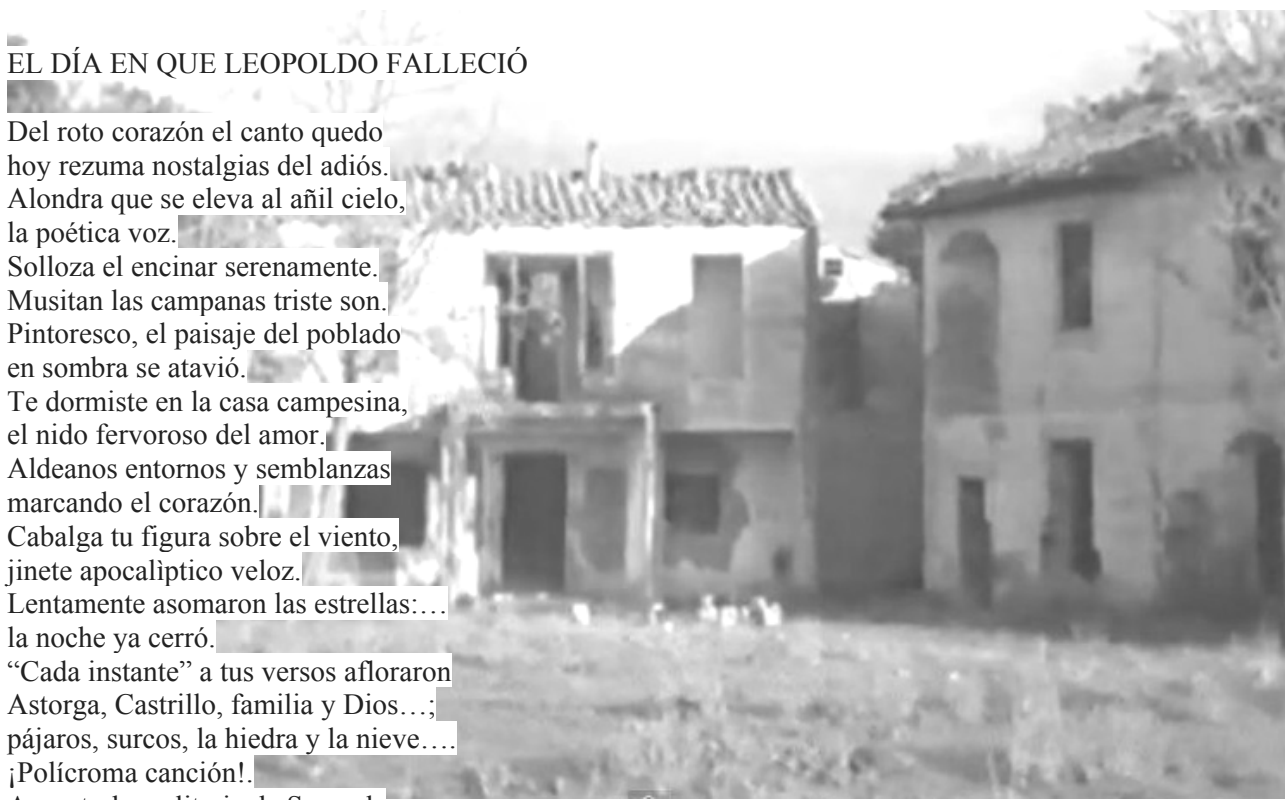 EL DÍA EN QUE LEOPOLDO FALLECIÓ
Del roto corazón el canto quedo
hoy rezuma nostalgias del adiós.
Alondra que se eleva al añil cielo,
la poética voz.
Solloza el encinar serenamente.
Musitan las campanas triste son.
Pintoresco, el paisaje del poblado
en sombra se atavió.
Te dormiste en la casa campesina,
el nido fervoroso del amor.
Aldeanos entornos y semblanzas
marcando el corazón.
Cabalga tu figura sobre el viento,
jinete apocalìptico veloz.
Lentamente asomaron las estrellas:…
la noche ya cerró.
“Cada instante” a tus versos afloraron
Astorga, Castrillo, familia y Dios…;
pájaros, surcos, la hiedra y la nieve….
¡Polícroma canción!.